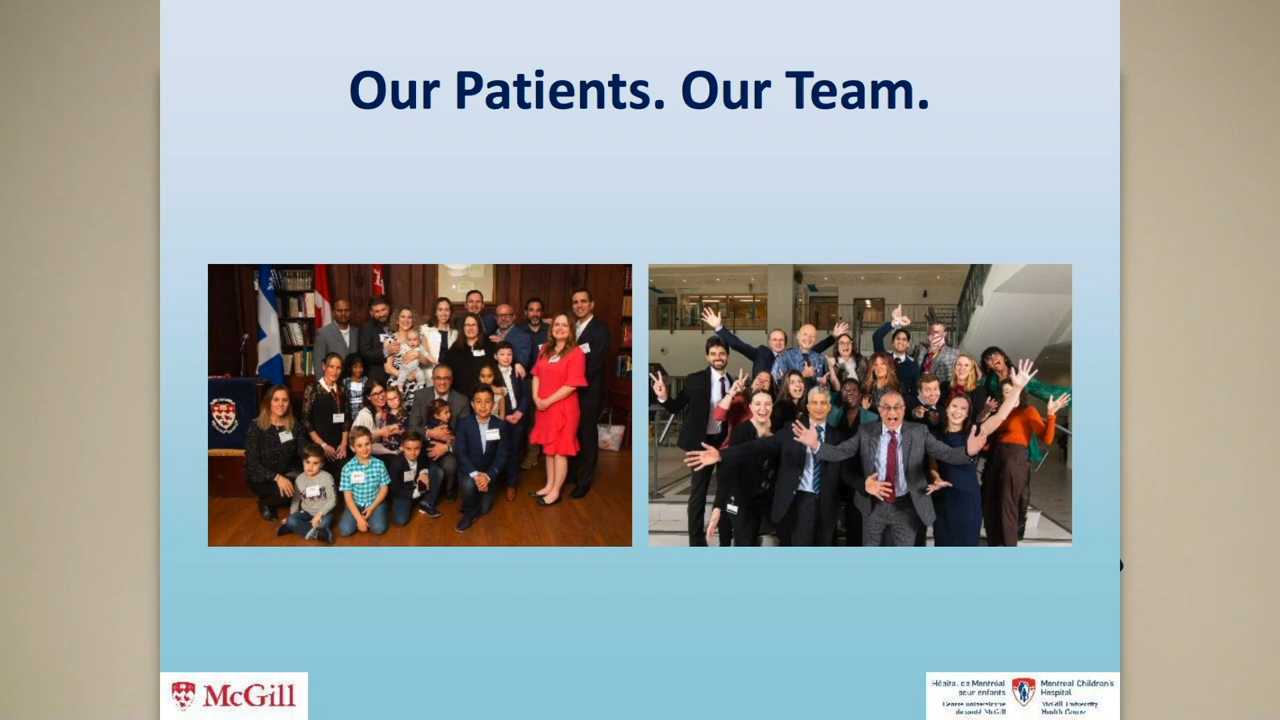 Our Patients. Our Team.
McGill
Hôpital de Montréal
pour enfants
Centre universitaire
de santé McGill
Montreal Children's
Hospital
McGill University
Health Centre